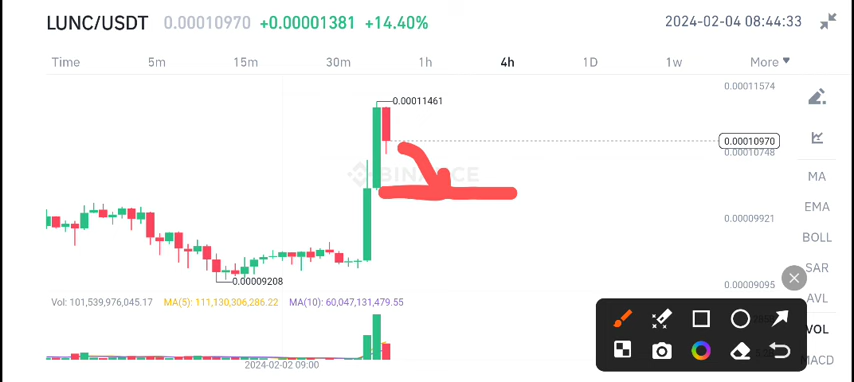 LUNC/USDT 0.00010970 +0.00001381 +14.40% 2024-02-04 08:44:33
Time 5m 15m 30m 1h 4h 1D 1w More
0.00011574
0.00011461
0.00010970
0.00010748
BINANCE
MA
EMA
0.00009921
BOLL
SAR
0.00009208
0.00009095
AVL
Vol: 101,539,976,045.17 MA(5): 111,130,306,286.22 MA(10): 60,047,131,479.55
VOL
MACD
2024-02-02 09:00